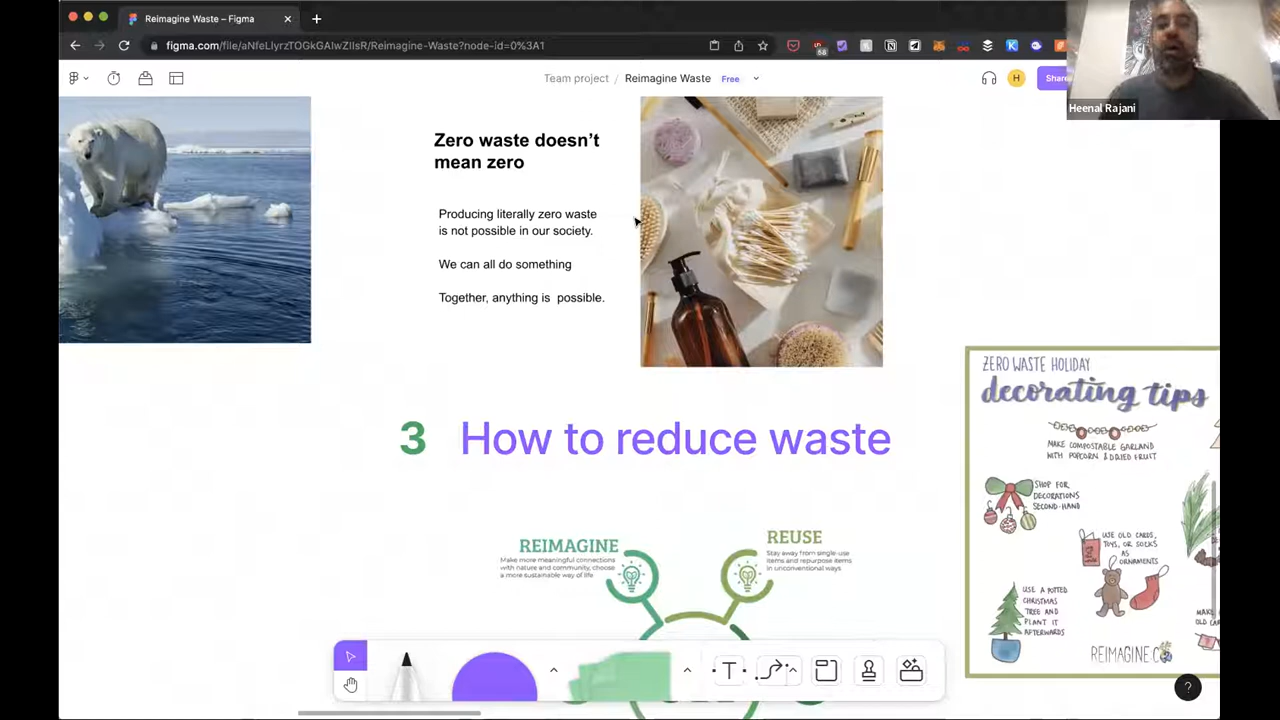 Reimagine Waste – Figma
figma.com/file/aNfeLIyrzTOGkGAIwZIIsR/Reimagine-Waste?node-id=0%3A1
58
Team project / Reimagine Waste Free
H
Share
Heenal Rajani
Zero waste doesn't
mean zero
Producing literally zero waste
is not possible in our society.
We can all do something
Together, anything is possible.
3 How to reduce waste
REIMAGINE
Make more meaningful connections
with nature and community, choose
a more sustainable way of life
REUSE
Stay away from single-use
items and repurpose items
in unconventional ways
ZERO WASTE HOLIDAY
decorating tips
MAKE COMPOSTABLE GARLAND
WITH POPCORN & DRIED FRUIT
SHOP FOR
DECORATIONS
SECOND-HAND
USE OLD CARDS,
TOYS, OR SOCKS
AS
ORNAMENTS
USE A POTTED
CHRISTMAS
TREE AND
PLANT IT
AFTERWARDS
REIMAGINE.CO
T
?